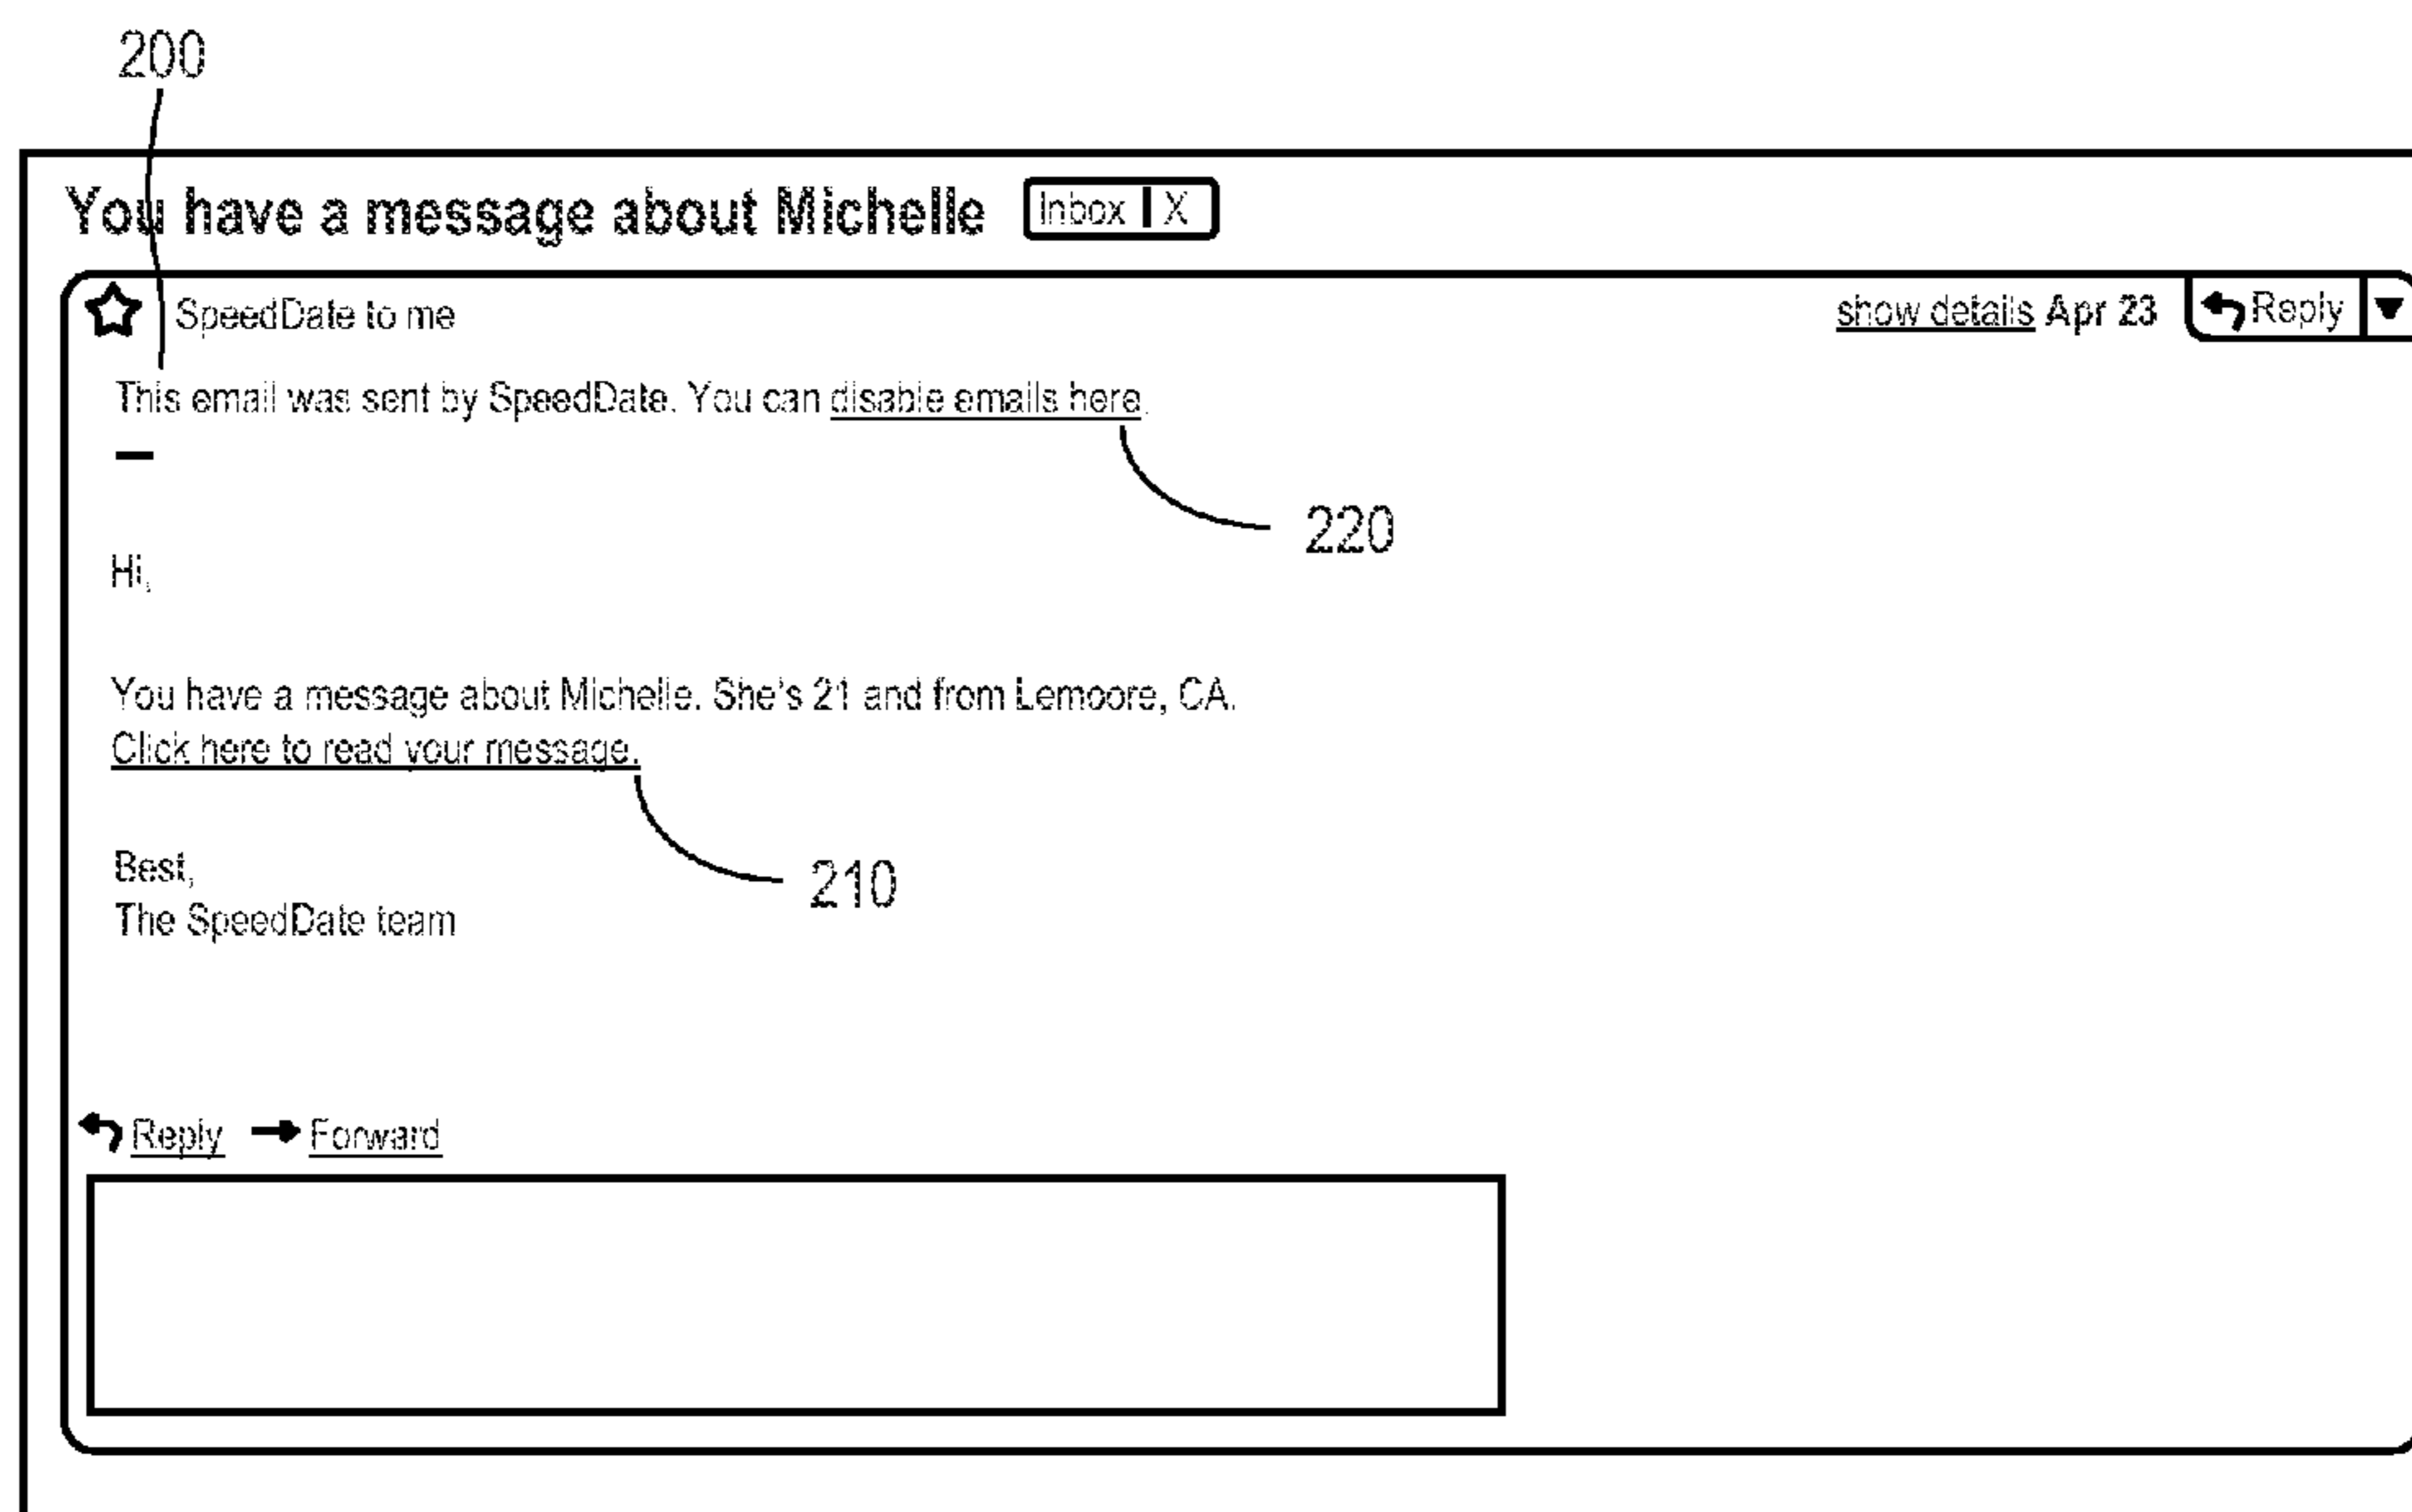 200
You have a message about Michelle Inbox X
SpeedDate to me show details Apr 23 Reply
This email was sent by SpeedDate. You can disable emails here.
220
Hi,
You have a message about Michelle. She's 21 and from Lemoore, CA.
Click here to read your message.
210
Best,
The SpeedDate team
Reply Forward